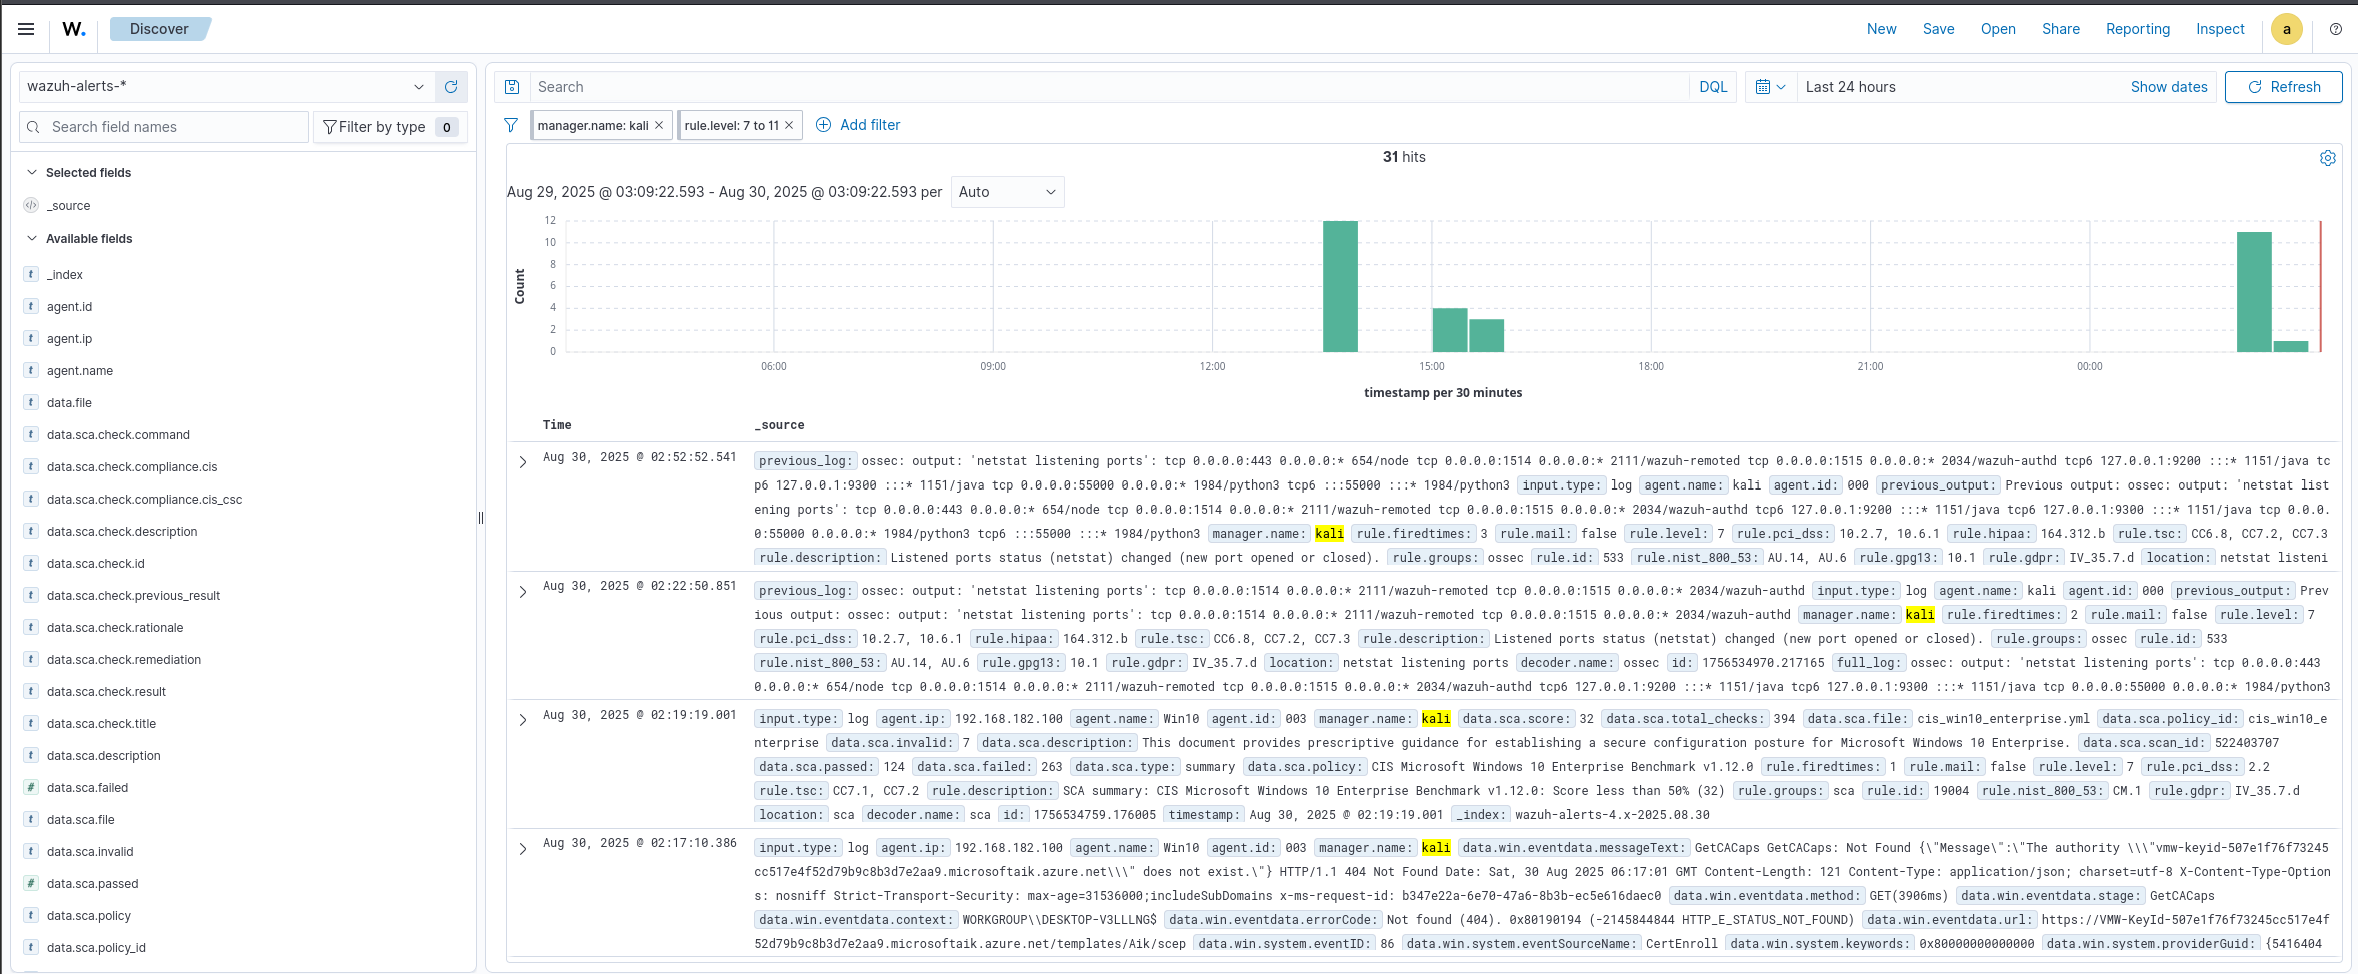 W. Discover New Save Open Share Reporting Inspect a
wazuh-alerts-*
Search DQL Last 24 hours Show dates Refresh
Search field names Filter by type 0
manager.name: kali × rule.level: 7 to 11 × Add filter
Selected fields
_source
Available fields
_index
agent.id
agent.ip
agent.name
data.file
data.sca.check.command
data.sca.check.compliance.cis
data.sca.check.compliance.cis_csc
data.sca.check.description
data.sca.check.id
data.sca.check.previous_result
data.sca.check.rationale
data.sca.check.remediation
data.sca.check.result
data.sca.check.title
data.sca.description
data.sca.failed
data.sca.file
data.sca.invalid
data.sca.passed
data.sca.policy
data.sca.policy_id
31 hits
Aug 29, 2025 @ 03:09:22.593 - Aug 30, 2025 @ 03:09:22.593 per Auto
Count
12
10
8
6
4
2
0
06:00 09:00 12:00 15:00 18:00 21:00 00:00
timestamp per 30 minutes
Time _source
Aug 30, 2025 @ 02:52:52.541
previous_log: ossec: output: 'netstat listening ports': tcp 0.0.0.0:443 0.0.0.0:* 654/node tcp 0.0.0.0:1514 0.0.0.0:* 2111/wazuh-remoted tcp 0.0.0.0:1515 0.0.0.0:* 2034/wazuh-authd tcp6 127.0.0.1:9200 :::* 1151/java tc
p6 127.0.0.1:9300 :::* 1151/java tcp 0.0.0.0:55000 0.0.0.0:* 1984/python3 tcp6 :::55000 :::* 1984/python3 input.type: log agent.name: kali agent.id: 000 previous_output: Previous output: ossec: output: 'netstat list
ening ports': tcp 0.0.0.0:443 0.0.0.0:* 654/node tcp 0.0.0.0:1514 0.0.0.0:* 2111/wazuh-remoted tcp 0.0.0.0:1515 0.0.0.0:* 2034/wazuh-authd tcp6 127.0.0.1:9200 :::* 1151/java tcp6 127.0.0.1:9300 :::* 1151/java tcp 0.0.0.
0:55000 0.0.0.0:* 1984/python3 tcp6 :::55000 :::* 1984/python3 manager.name: kali rule.firedtimes: 3 rule.mail: false rule.level: 7 rule.pci_dss: 10.2.7, 10.6.1 rule.hipaa: 164.312.b rule.tsc: CC6.8, CC7.2, CC7.3
rule.description: Listened ports status (netstat) changed (new port opened or closed). rule.groups: ossec rule.id: 533 rule.nist_800_53: AU.14, AU.6 rule.gpg13: 10.1 rule.gdpr: IV_35.7.d location: netstat listeni
Aug 30, 2025 @ 02:22:50.851
previous_log: ossec: output: 'netstat listening ports': tcp 0.0.0.0:1514 0.0.0.0:* 2111/wazuh-remoted tcp 0.0.0.0:1515 0.0.0.0:* 2034/wazuh-authd input.type: log agent.name: kali agent.id: 000 previous_output: Prev
ious output: ossec: output: 'netstat listening ports': tcp 0.0.0.0:1514 0.0.0.0:* 2111/wazuh-remoted tcp 0.0.0.0:1515 0.0.0.0:* 2034/wazuh-authd manager.name: kali rule.firedtimes: 2 rule.mail: false rule.level: 7
rule.pci_dss: 10.2.7, 10.6.1 rule.hipaa: 164.312.b rule.tsc: CC6.8, CC7.2, CC7.3 rule.description: Listened ports status (netstat) changed (new port opened or closed). rule.groups: ossec rule.id: 533
rule.nist_800_53: AU.14, AU.6 rule.gpg13: 10.1 rule.gdpr: IV_35.7.d location: netstat listening ports decoder.name: ossec id: 1756534970.217165 full_log: ossec: output: 'netstat listening ports': tcp 0.0.0.0:443
0.0.0.0:* 654/node tcp 0.0.0.0:1514 0.0.0.0:* 2111/wazuh-remoted tcp 0.0.0.0:1515 0.0.0.0:* 2034/wazuh-authd tcp6 127.0.0.1:9200 :::* 1151/java tcp6 127.0.0.1:9300 :::* 1151/java tcp 0.0.0.0:55000 0.0.0.0:* 1984/python3
Aug 30, 2025 @ 02:19:19.001
input.type: log agent.ip: 192.168.182.100 agent.name: Win10 agent.id: 003 manager.name: kali data.sca.score: 32 data.sca.total_checks: 394 data.sca.file: cis_win10_enterprise.yml data.sca.policy_id: cis_win10_e
nterprise data.sca.invalid: 7 data.sca.description: This document provides prescriptive guidance for establishing a secure configuration posture for Microsoft Windows 10 Enterprise. data.sca.scan_id: 522403707
data.sca.passed: 124 data.sca.failed: 263 data.sca.type: summary data.sca.policy: CIS Microsoft Windows 10 Enterprise Benchmark v1.12.0 rule.firedtimes: 1 rule.mail: false rule.level: 7 rule.pci_dss: 2.2
rule.tsc: CC7.1, CC7.2 rule.description: SCA summary: CIS Microsoft Windows 10 Enterprise Benchmark v1.12.0: Score less than 50% (32) rule.groups: sca rule.id: 19004 rule.nist_800_53: CM.1 rule.gdpr: IV_35.7.d
location: sca decoder.name: sca id: 1756534759.176005 timestamp: Aug 30, 2025 @ 02:19:19.001 _index: wazuh-alerts-4.x-2025.08.30
Aug 30, 2025 @ 02:17:10.386
input.type: log agent.ip: 192.168.182.100 agent.name: Win10 agent.id: 003 manager.name: kali data.win.eventdata.messageText: GetCACaps GetCACaps: Not Found {\"Message\":\"The authority \\\"vmw-keyid-507e1f76f73245
cc517e4f52d79b9c8b3d7e2aa9.microsoftaik.azure.net\\\" does not exist.\"} HTTP/1.1 404 Not Found Date: Sat, 30 Aug 2025 06:17:01 GMT Content-Length: 121 Content-Type: application/json; charset=utf-8 X-Content-Type-Option
s: nosniff Strict-Transport-Security: max-age=31536000;includeSubDomains x-ms-request-id: b347e22a-6e70-47a6-8b3b-ec5e616daec0 data.win.eventdata.method: GET(3906ms) data.win.eventdata.stage: GetCACaps
data.win.eventdata.context: WORKGROUP\\DESKTOP-V3LLLNG$ data.win.eventdata.errorCode: Not found (404). 0x80190194 (-2145844844 HTTP_E_STATUS_NOT_FOUND) data.win.eventdata.url: https://VMW-KeyId-507e1f76f73245cc517e4f
52d79b9c8b3d7e2aa9.microsoftaik.azure.net/templates/Aik/scep data.win.system.eventID: 86 data.win.system.eventSourceName: CertEnroll data.win.system.keywords: 0x80000000000000 data.win.system.providerGuid: {5416404